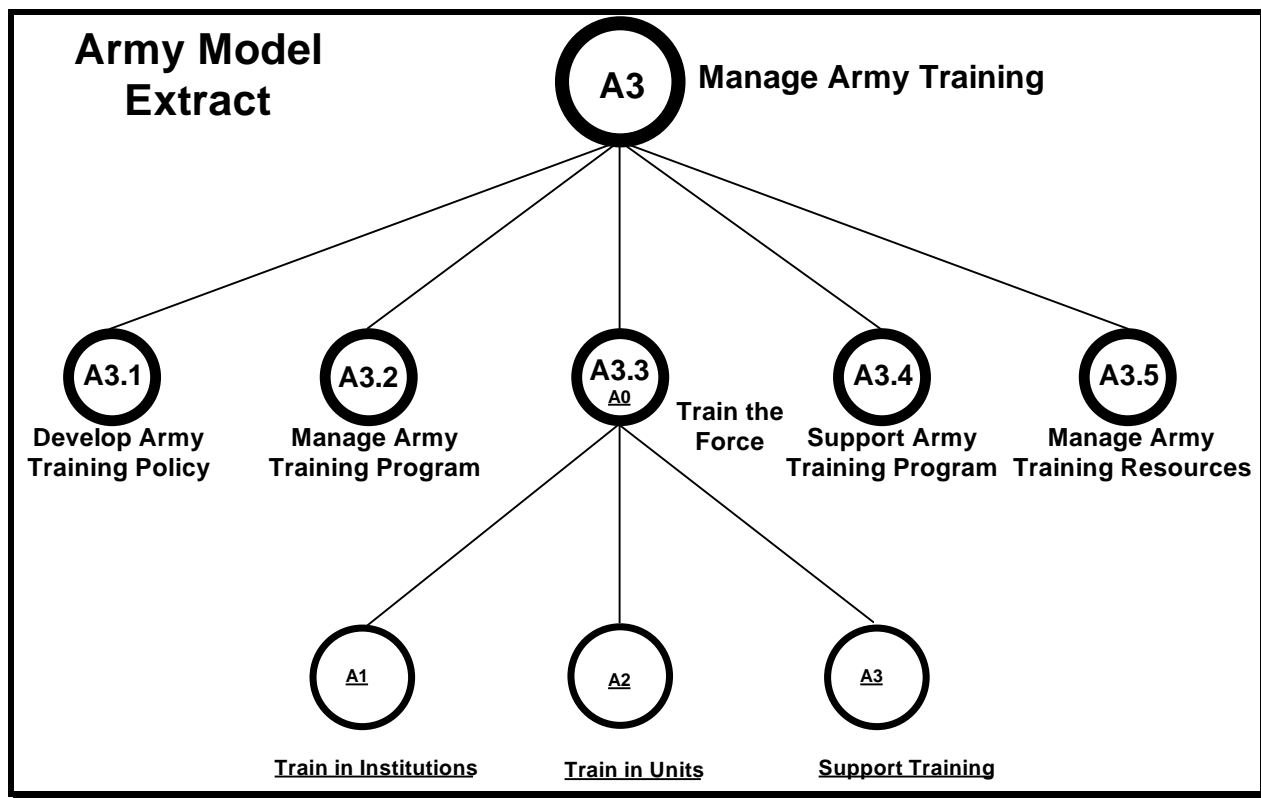 Army Model
Extract
A3
Manage Army Training
A3.1
Develop Army
Training Policy
A3.2
Manage Army
Training Program
A3.3
A0
Train the
Force
A3.4
Support Army
Training Program
A3.5
Manage Army
Training Resources
A1
Train in Institutions
A2
Train in Units
A3
Support Training